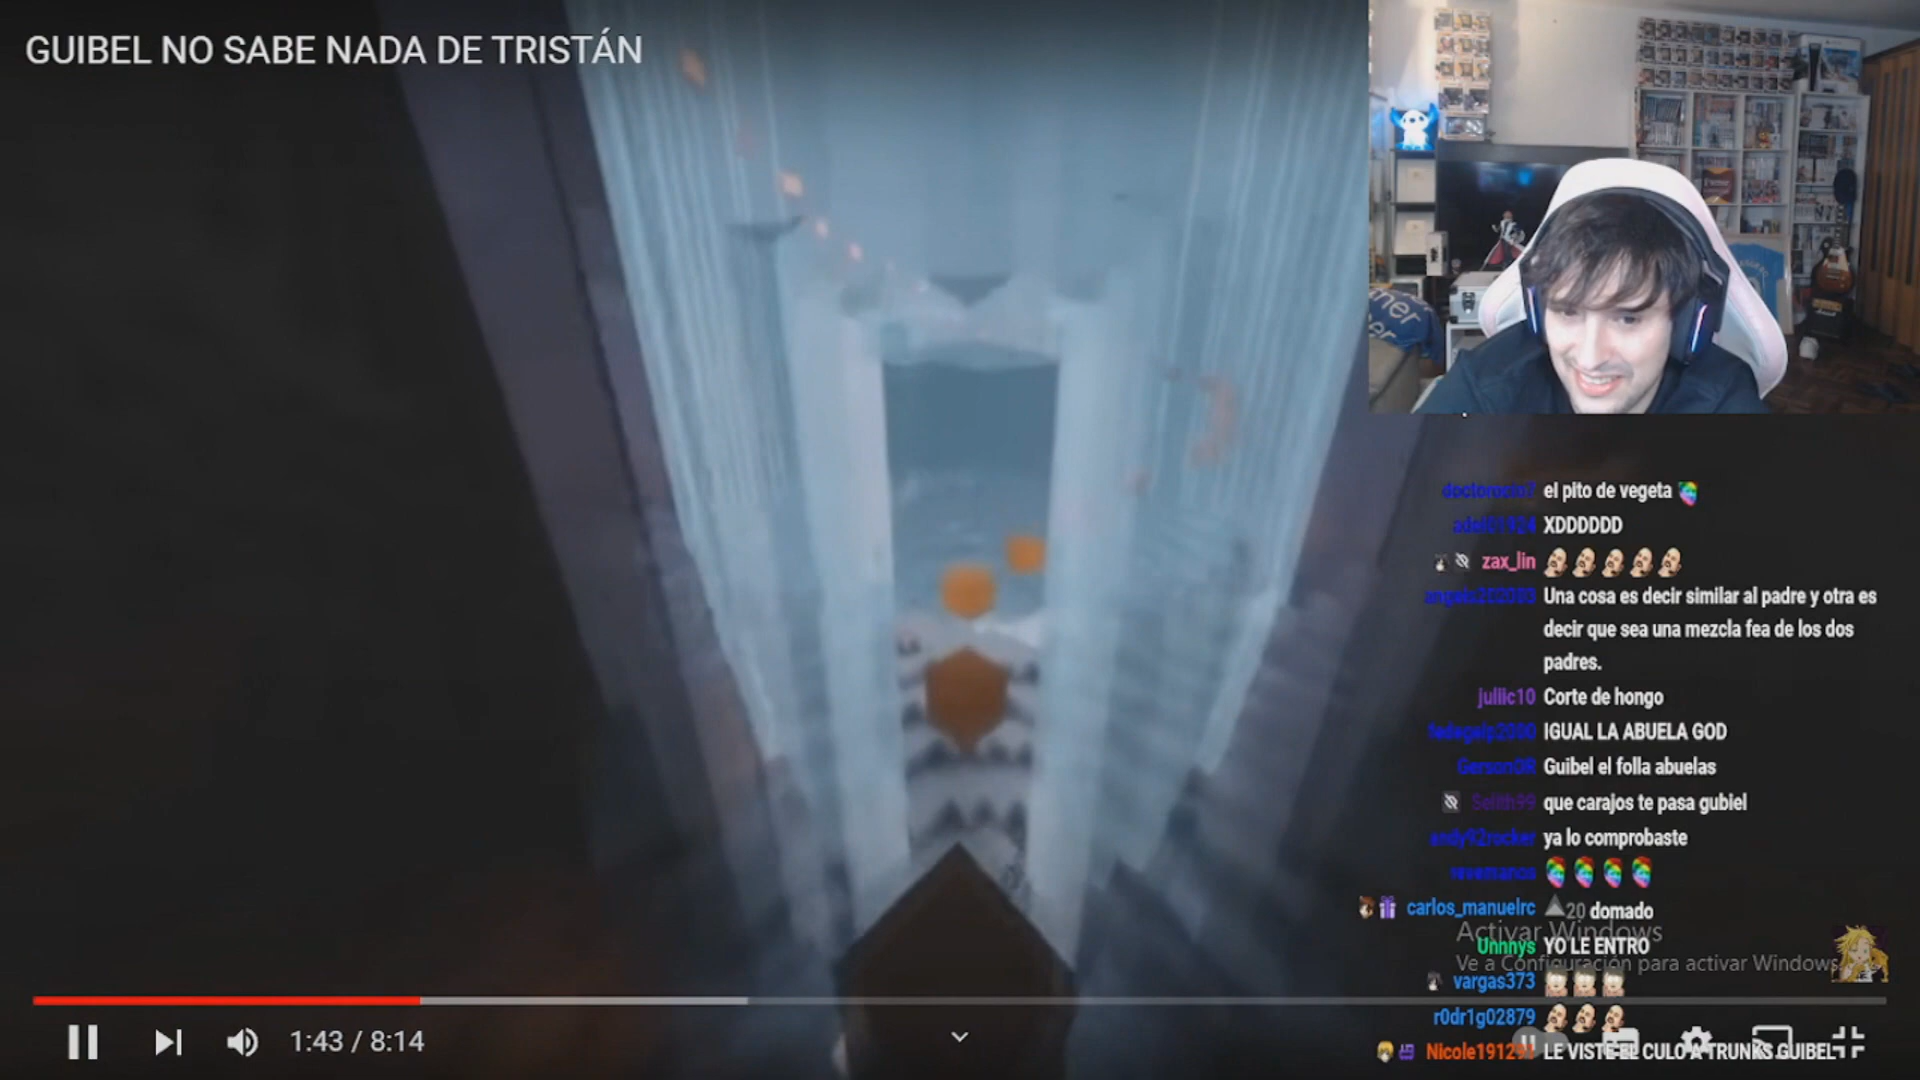 GUIBEL NO SABE NADA DE TRISTÁN
el pito de vegeta
XDDDDDD
zax_lin
Una cosa es decir similar al padre y otra es
decir que sea una mezcla fea de los dos
padres.
juliic10 Corte de hongo
fedegelp2000 IGUAL LA ABUELA GOD
GersonOR Guibel el folla abuelas
que carajos te pasa gubiel
andy92rocker ya lo comprobaste
carlos_manuelrc 20 domado
Activar Windows
Unnnys YO LE ENTRO
Ve a Configuración para activar Windows.
vargas373
r0dr1g02879
LE VISTE EL CULO A TRUNKS GUIBEL
1:43 / 8:14